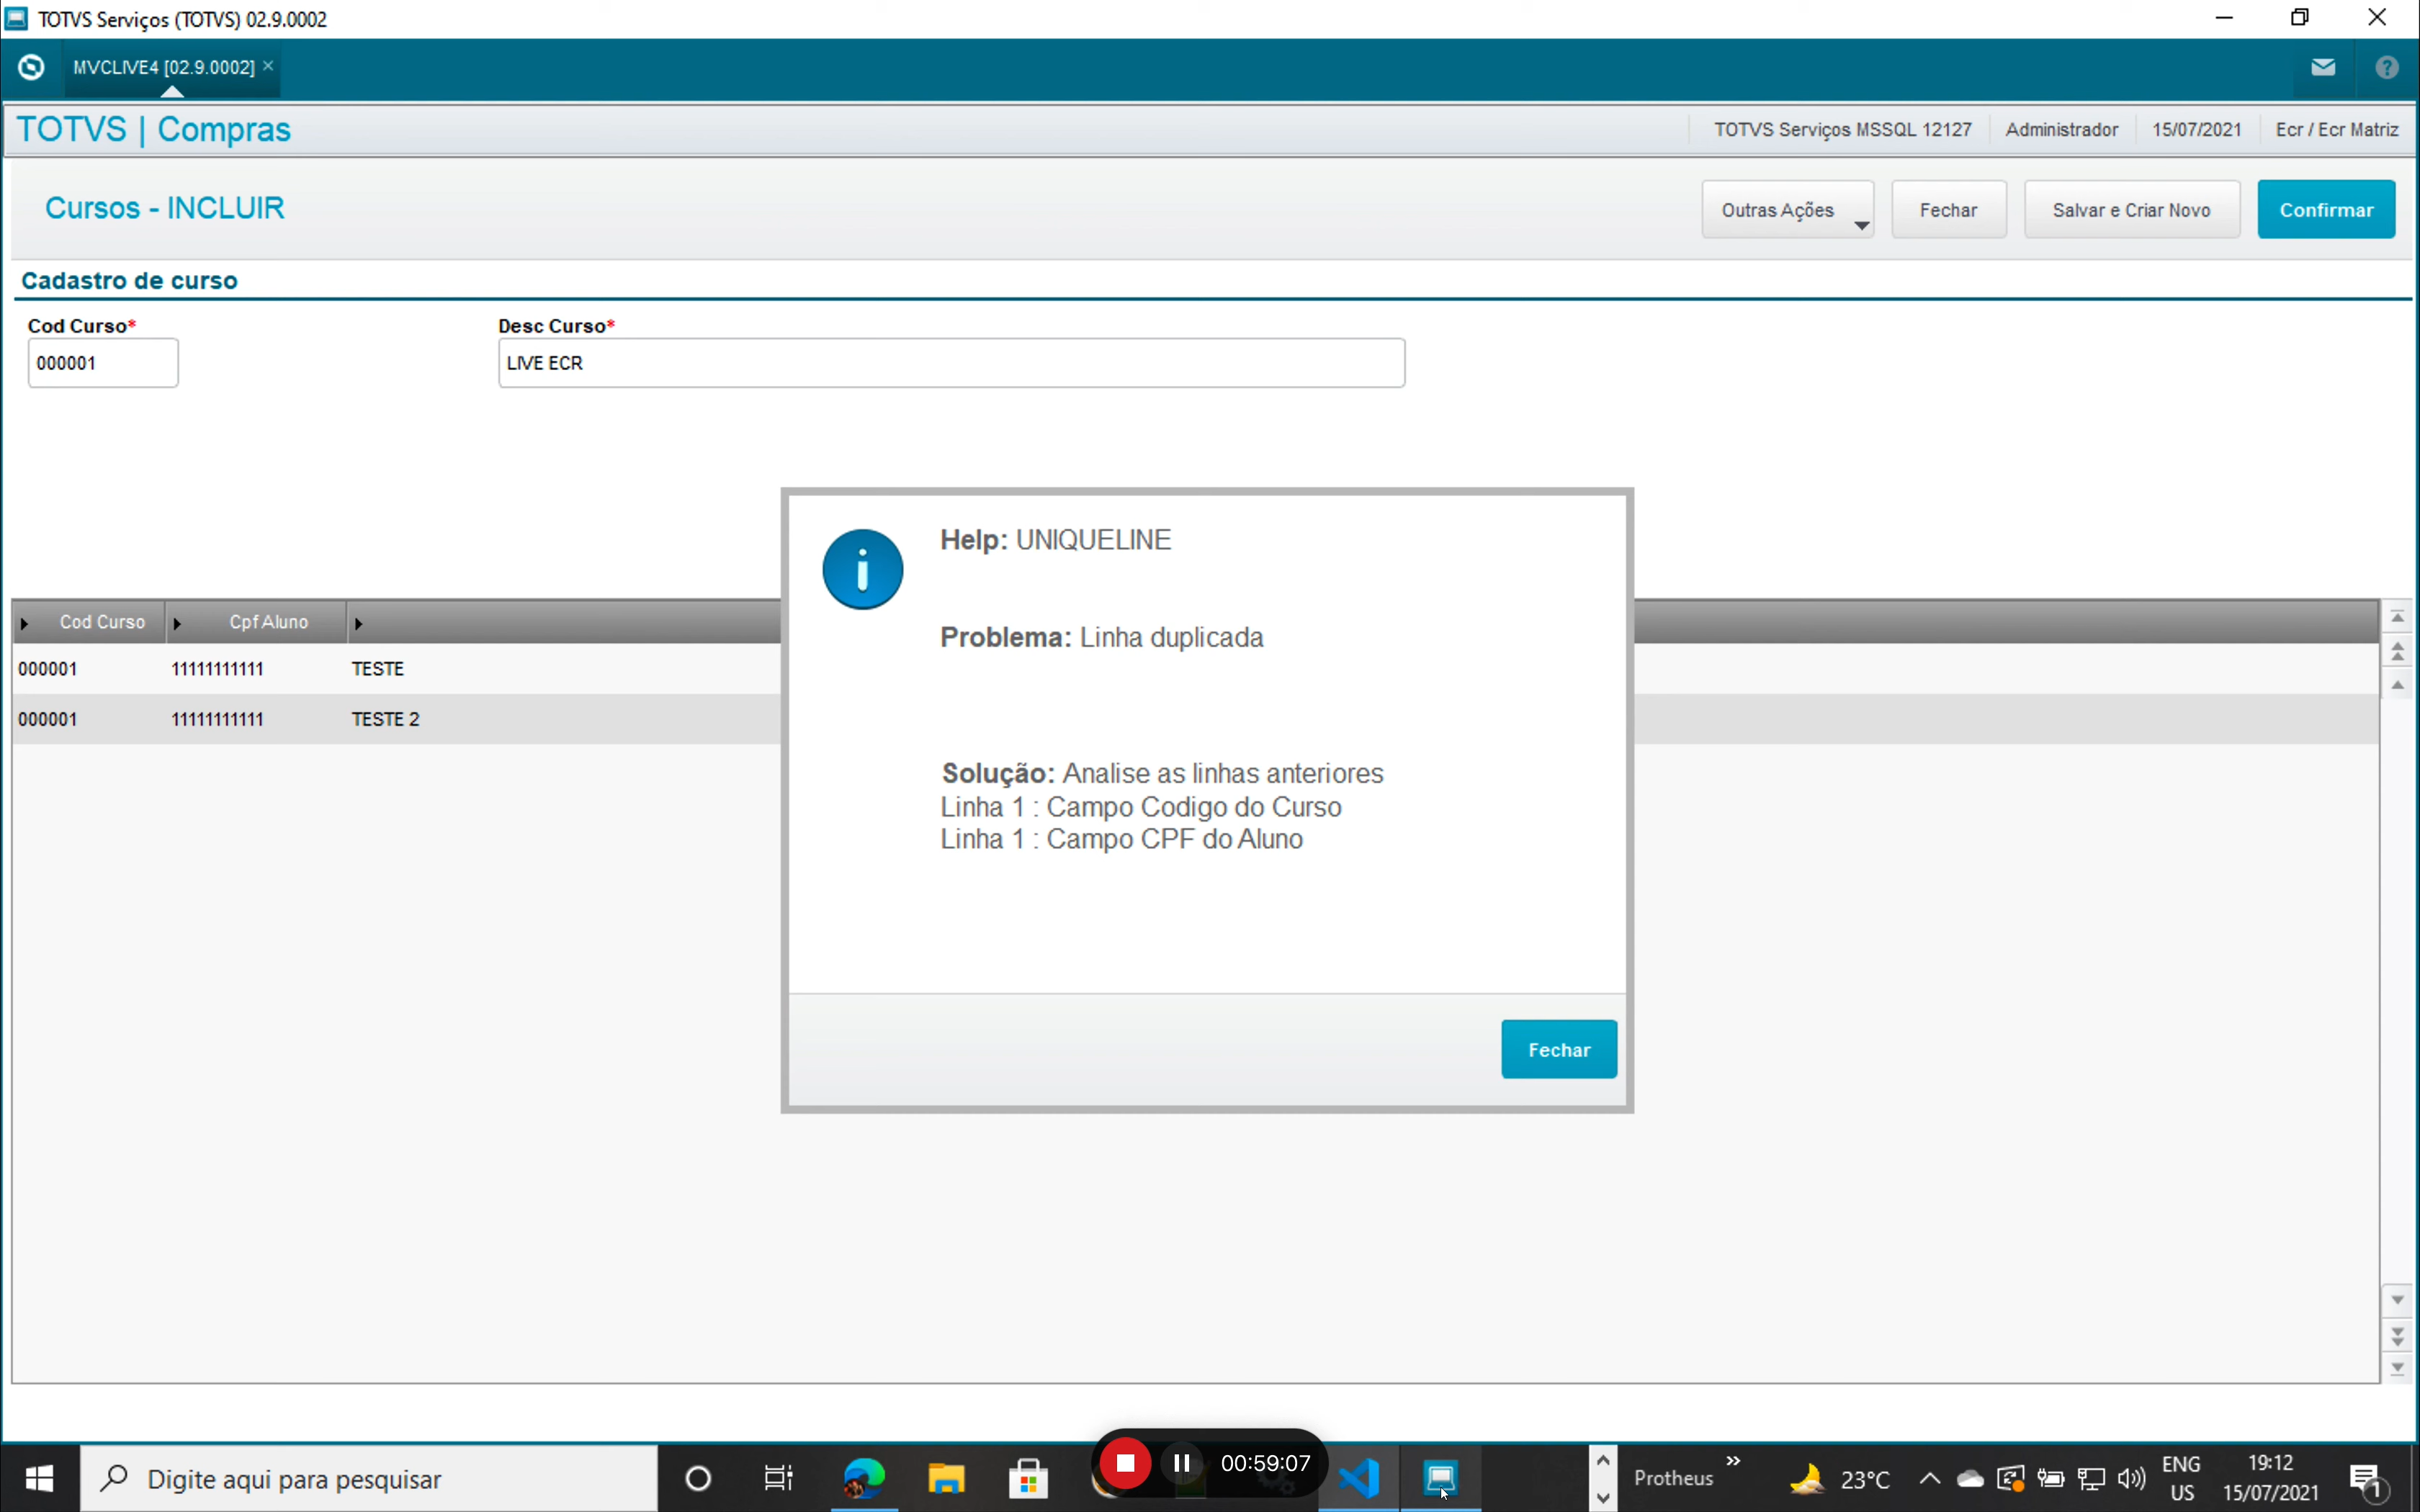 TOTVS Serviços (TOTVS) 02.9.0002
MVCLIVE4 [02.9.0002]
TOTVS | Compras
TOTVS Serviços MSSQL 12127
Administrador
15/07/2021
Ecr / Ecr Matriz
Cursos - INCLUIR
Outras Ações
Fechar
Salvar e Criar Novo
Confirmar
Cadastro de curso
Cod Curso*
Desc Curso*
000001
LIVE ECR
Help: UNIQUELINE
Problema: Linha duplicada
Solução: Analise as linhas anteriores
Linha 1 : Campo Codigo do Curso
Linha 1 : Campo CPF do Aluno
Fechar
Cod Curso
Cpf Aluno
000001 11111111111 TESTE
000001 11111111111 TESTE 2
Digite aqui para pesquisar
00:59:07
Protheus
23°C
ENG
US
19:12
15/07/2021
1